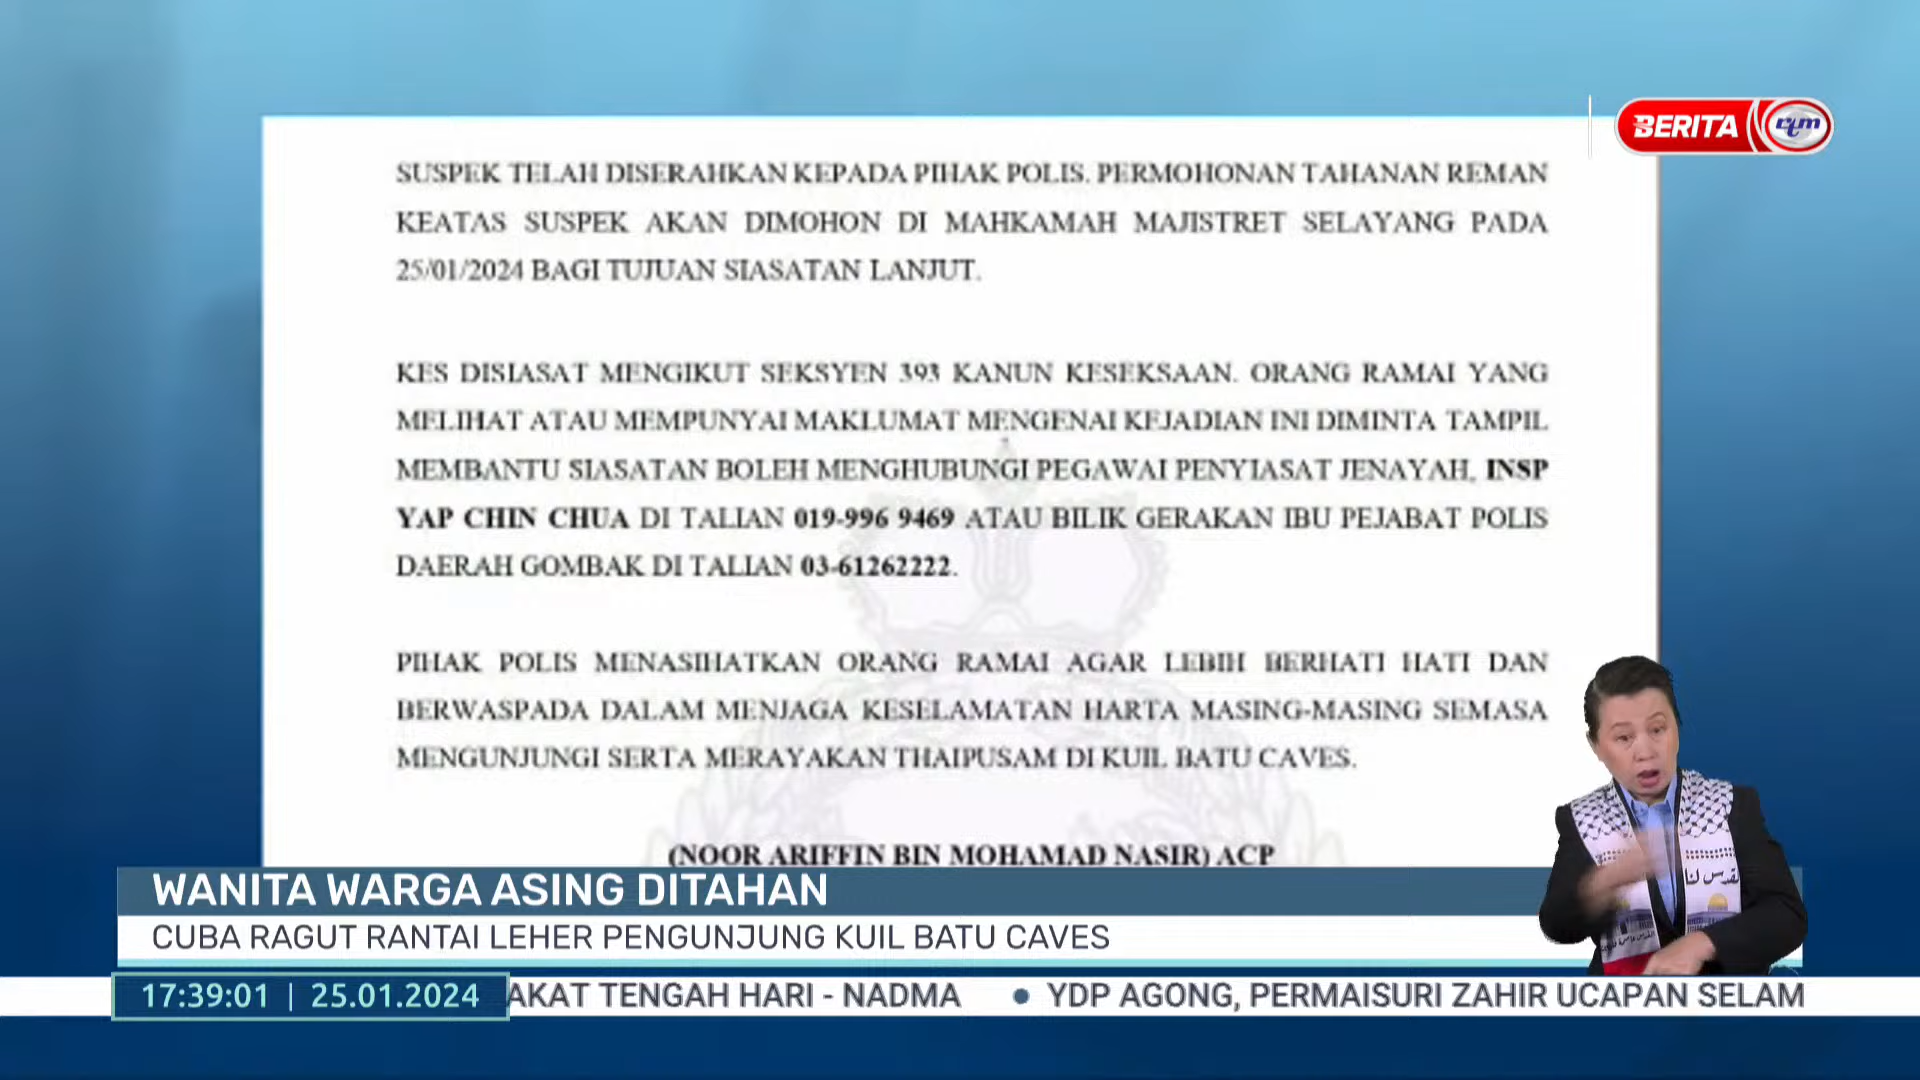 BERITA rtm
SUSPEK TELAH DISERAHKAN KEPADA PIHAK POLIS. PERMOHONAN TAHANAN REMAN
KEATAS SUSPEK AKAN DIMOHON DI MAHKAMAH MAJISTRET SELAYANG PADA
25/01/2024 BAGI TUJUAN SIASATAN LANJUT.
KES DISIASAT MENGIKUT SEKSYEN 393 KANUN KESEKSAAN. ORANG RAMAI YANG
MELIHAT ATAU MEMPUNYAI MAKLUMAT MENGENAI KEJADIAN INI DIMINTA TAMPIL
MEMBANTU SIASATAN BOLEH MENGHUBUNGI PEGAWAI PENYIASAT JENAYAH, INSP
YAP CHIN CHUA DI TALIAN 019-996 9469 ATAU BILIK GERAKAN IBU PEJABAT POLIS
DAERAH GOMBAK DI TALIAN 03-61262222.
PIHAK POLIS MENASIHATKAN ORANG RAMAI AGAR LEBIH BERHATI HATI DAN
BERWASPADA DALAM MENJAGA KESELAMATAN HARTA MASING-MASING SEMASA
MENGUNJUNGI SERTA MERAYAKAN THAIPUSAM DI KUIL BATU CAVES.
(NOOR ARIFFIN BIN MOHAMAD NASIR) ACP
WANITA WARGA ASING DITAHAN
CUBA RAGUT RANTAI LEHER PENGUNJUNG KUIL BATU CAVES
17:39:01 | 25.01.2024 AKAT TENGAH HARI - NADMA • YDP AGONG, PERMAISURI ZAHIR UCAPAN SELAM